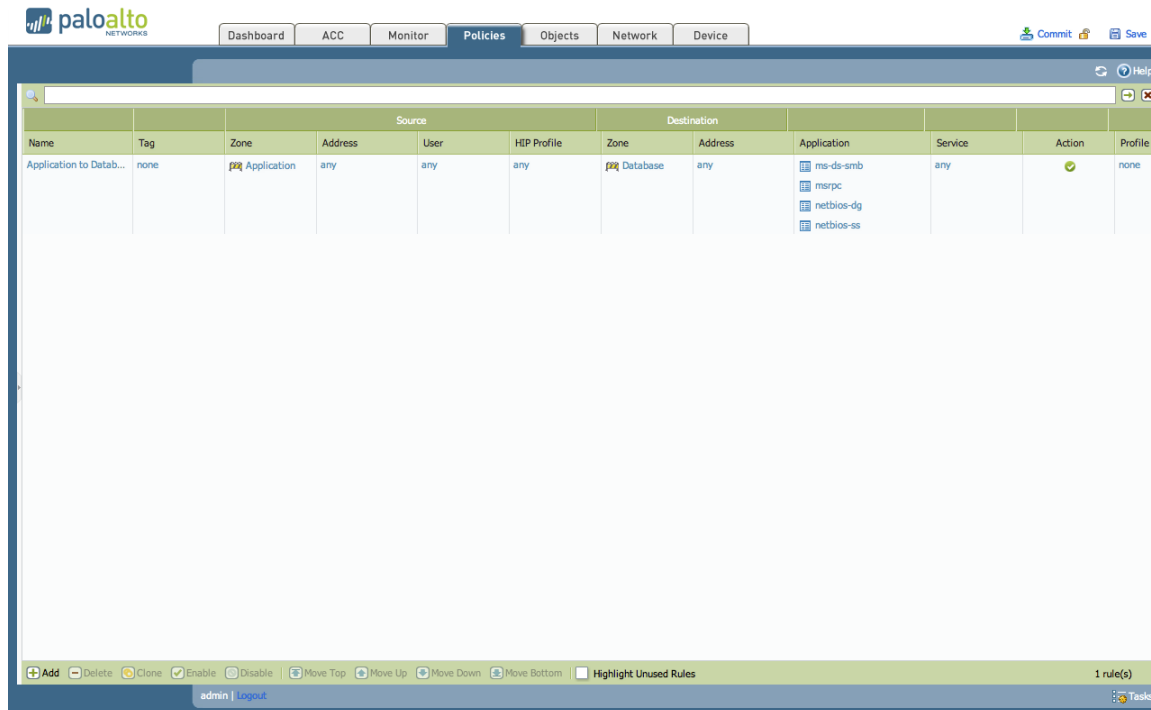 paloalto
NETWORKS
Dashboard ACC Monitor Policies Objects Network Device Commit Save
Help
Source Destination
Name Tag Zone Address User HIP Profile Zone Address Application Service Action Profile
Application to Datab... none Application any any any Database any ms-ds-smb any none
msrpc
netbios-dg
netbios-ss
Add Delete Clone Enable Disable Move Top Move Up Move Down Move Bottom Highlight Unused Rules 1 rule(s)
admin | Logout Tasks